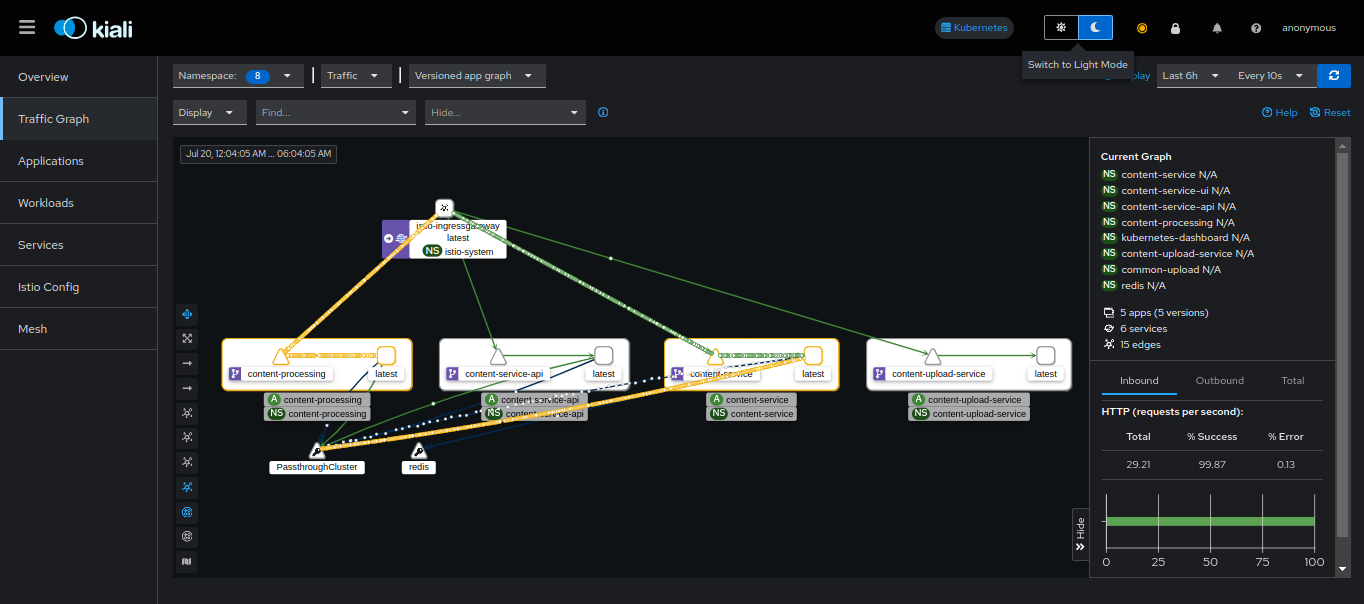 kiali
Kubernetes
anonymous
Switch to Light Mode
Overview
Traffic Graph
Applications
Workloads
Services
Istio Config
Mesh
Namespace: 8
Traffic
Versioned app graph
Last 6h
Every 10s
Display
Find...
Hide...
Help
Reset
Jul 20, 12:04:05 AM ... 06:04:05 AM
istio-ingressgateway
latest
NS istio-system
content-processing
latest
A content-processing
NS content-processing
content-service-api
latest
A content-service-api
NS content-service-api
content-service
latest
A content-service
NS content-service
content-upload-service
latest
A content-upload-service
NS content-upload-service
PassthroughCluster
redis
Hide
Current Graph
NS content-service N/A
NS content-service-ui N/A
NS content-service-api N/A
NS content-processing N/A
NS kubernetes-dashboard N/A
NS content-upload-service N/A
NS common-upload N/A
NS redis N/A
5 apps (5 versions)
6 services
15 edges
Inbound Outbound Total
HTTP (requests per second):
Total % Success % Error
29.21 99.87 0.13
0 25 50 75 100